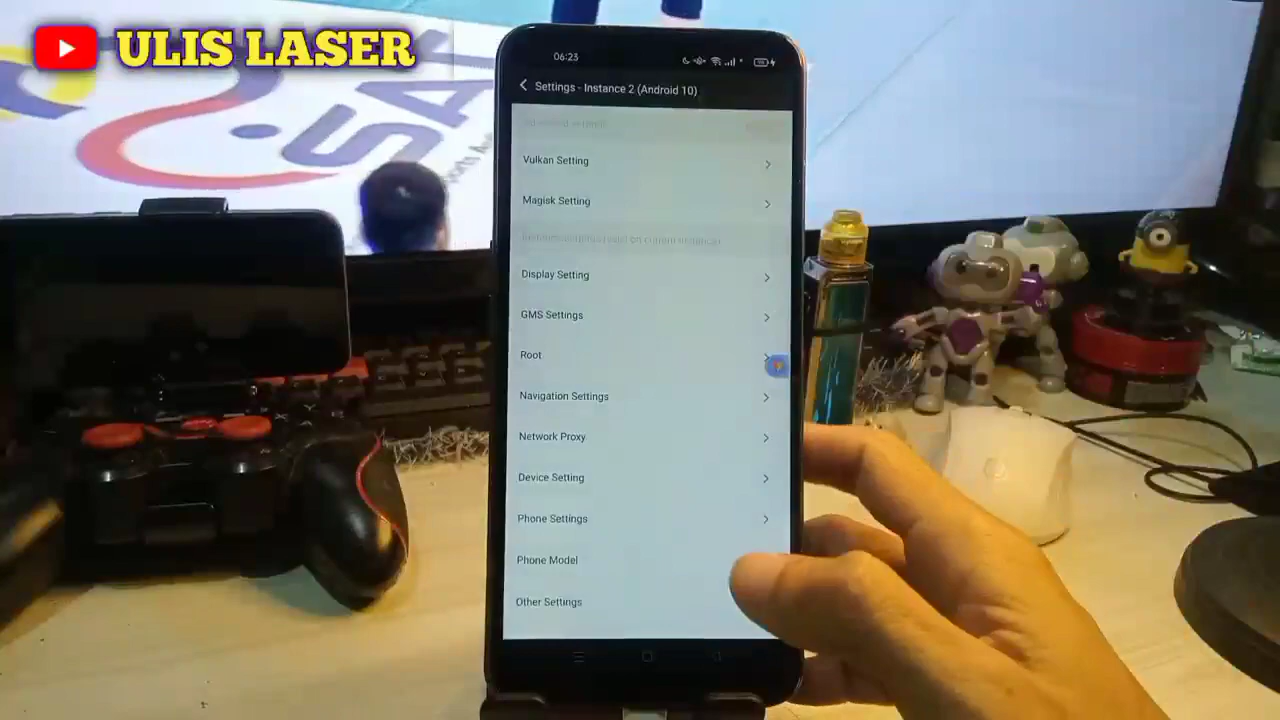 ULIS LASER
06:23
Settings - Instance 2 (Android 10)
Vulkan Setting
Magisk Setting
Display Setting
GMS Settings
Root
Navigation Settings
Network Proxy
Device Setting
Phone Settings
Phone Model
Other Settings